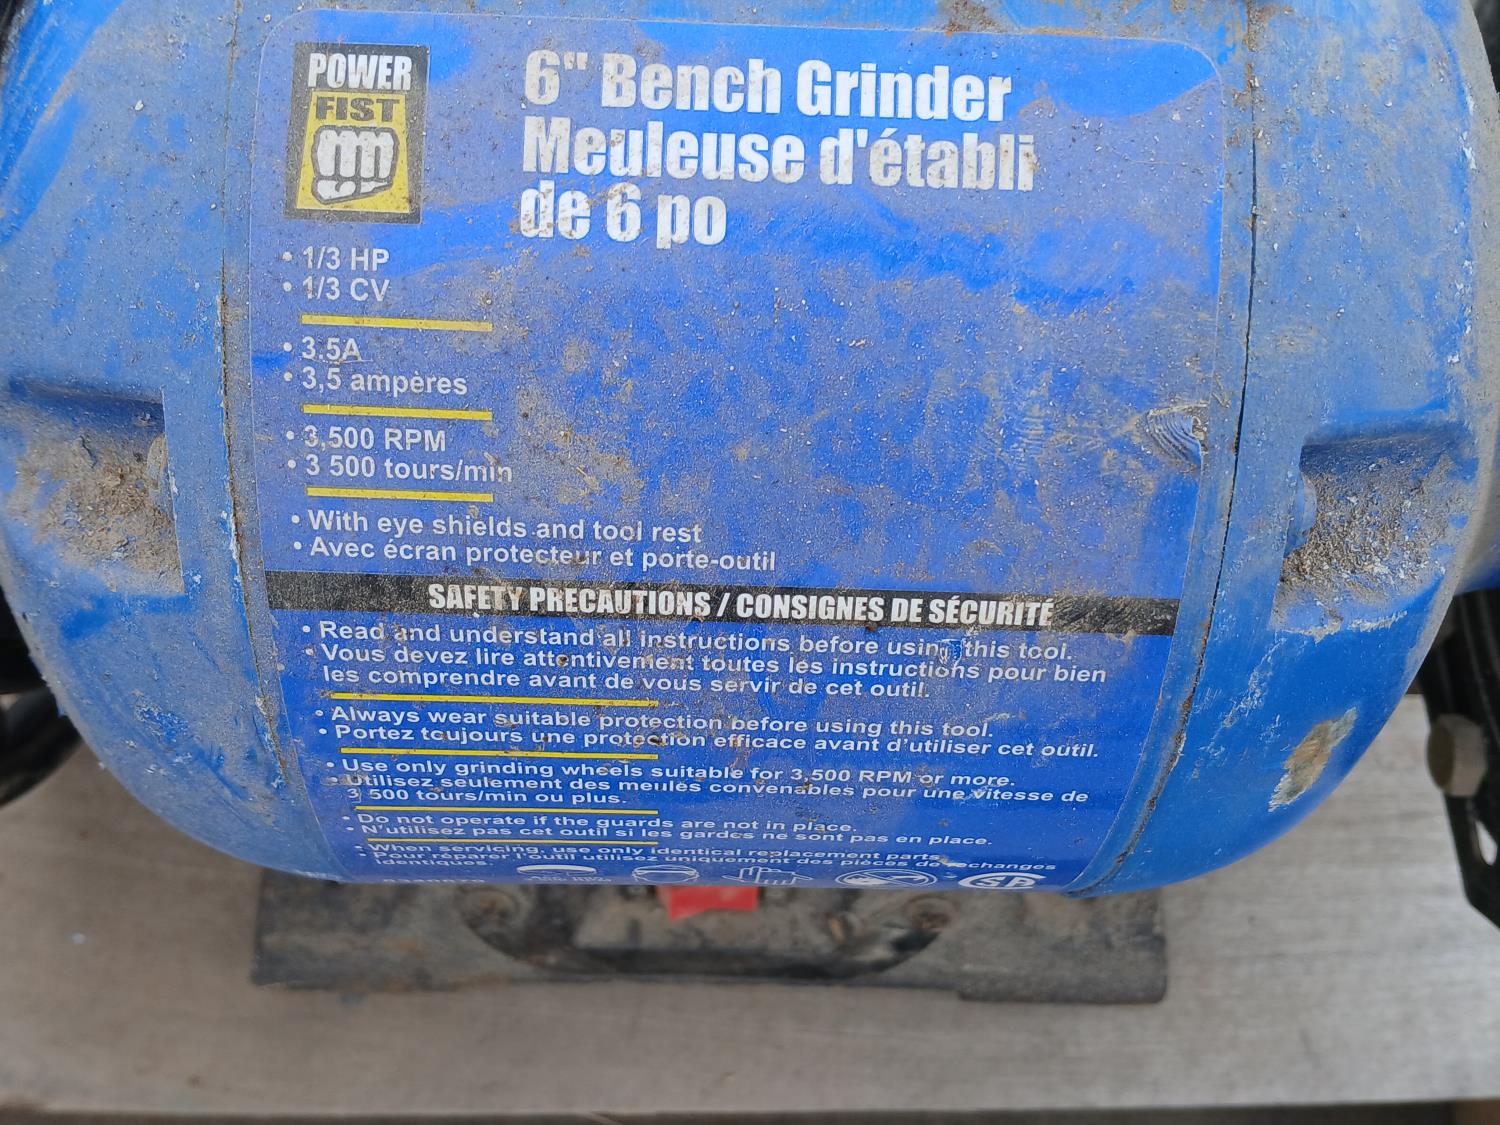 POWER
FIST
6" Bench Grinder
Meuleuse d'établi
de 6 po
• 1/3 HP
• 1/3 CV
• 3.5A
• 3,5 ampères
• 3,500 RPM
• 3 500 tours/min
• With eye shields and tool rest
• Avec écran protecteur et porte-outil
SAFETY PRECAUTIONS / CONSIGNES DE SÉCURITÉ
• Read and understand all instructions before using this tool.
• Vous devez lire attentivement toutes les instructions pour bien
les comprendre avant de vous servir de cet outil.
• Always wear suitable protection before using this tool.
• Portez toujours une protection efficace avant d'utiliser cet outil.
• Use only grinding wheels suitable for 3,500 RPM or more.
• Utilisez seulement des meules convenables pour une vitesse de
3 500 tours/min ou plus.
• Do not operate if the guards are not in place.
• N'utilisez pas cet outil si les gardes ne sont pas en place.
• When servicing, use only identical replacement parts.
• Pour réparer l'outil utilisez uniquement des pièces de rechanges
identiques.